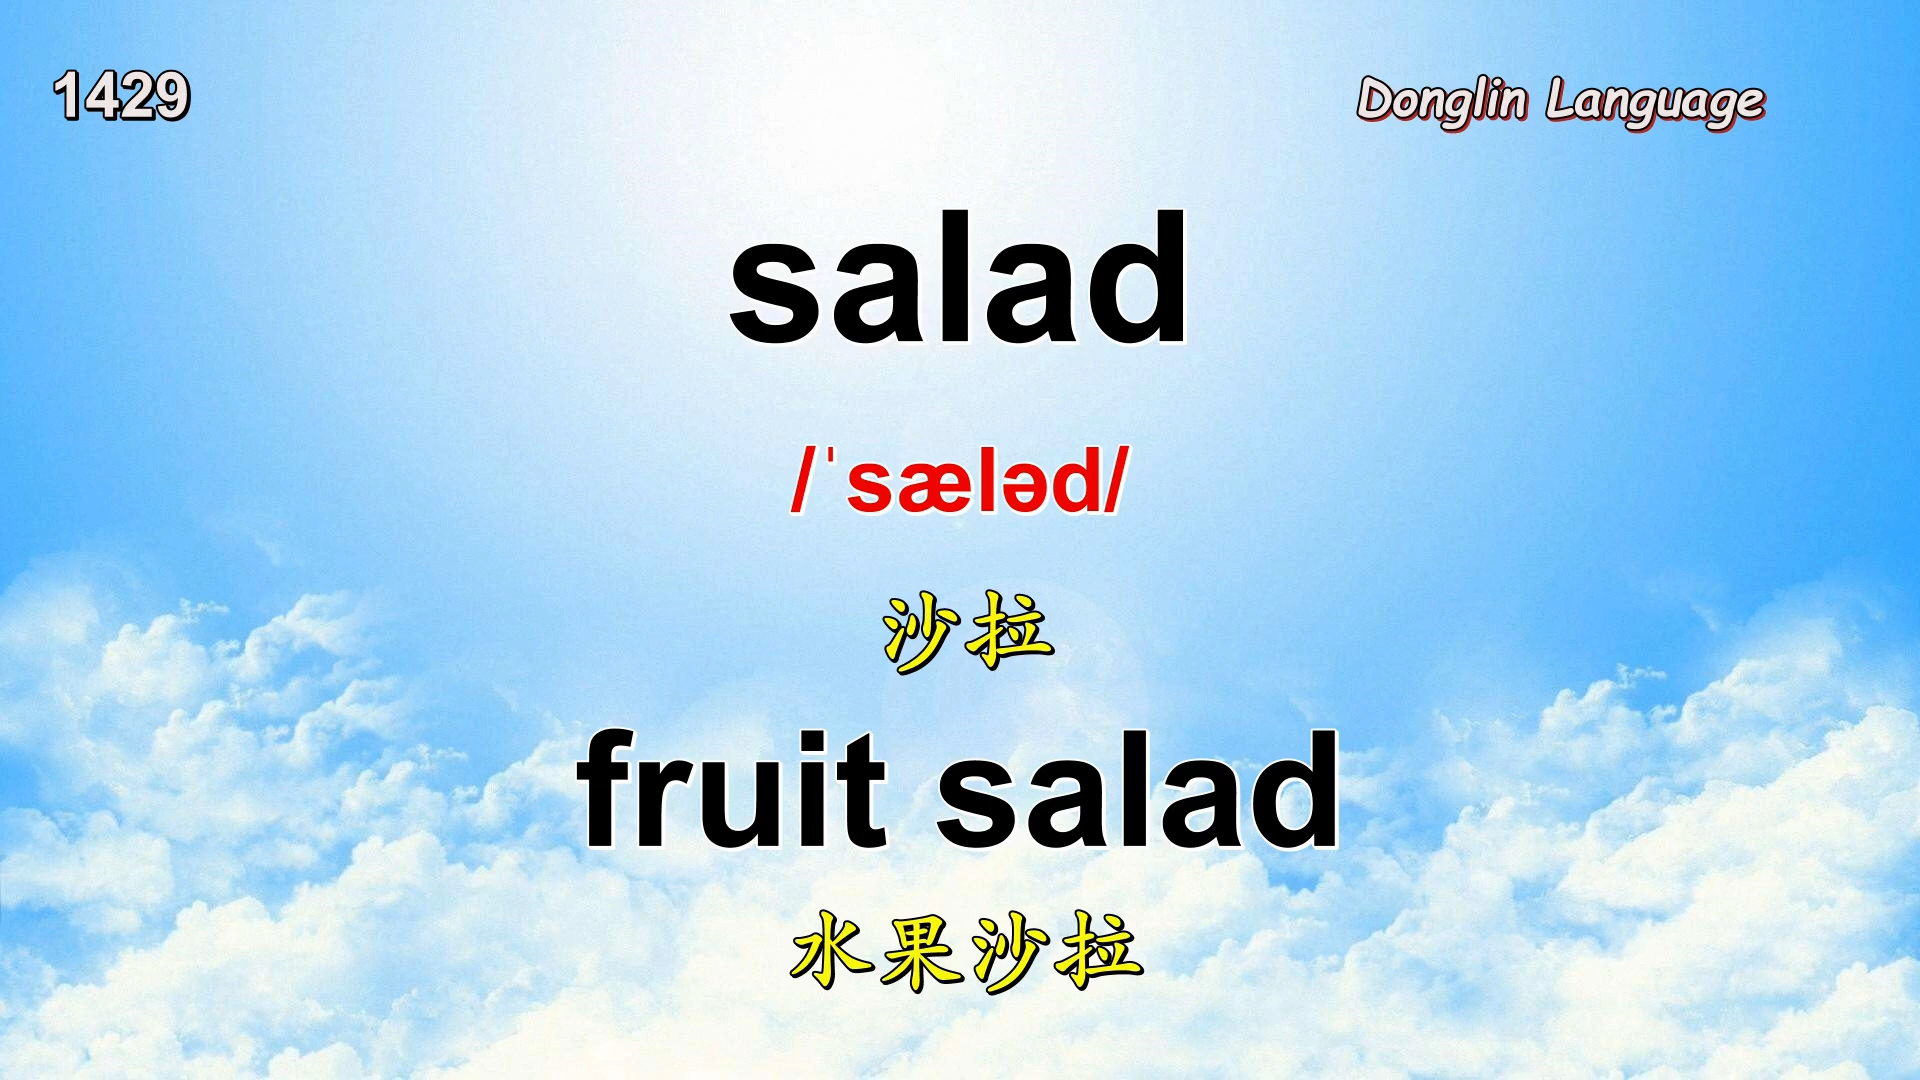 1429
Donglin Language
salad
/ˈsæləd/
沙拉
fruit salad
水果沙拉